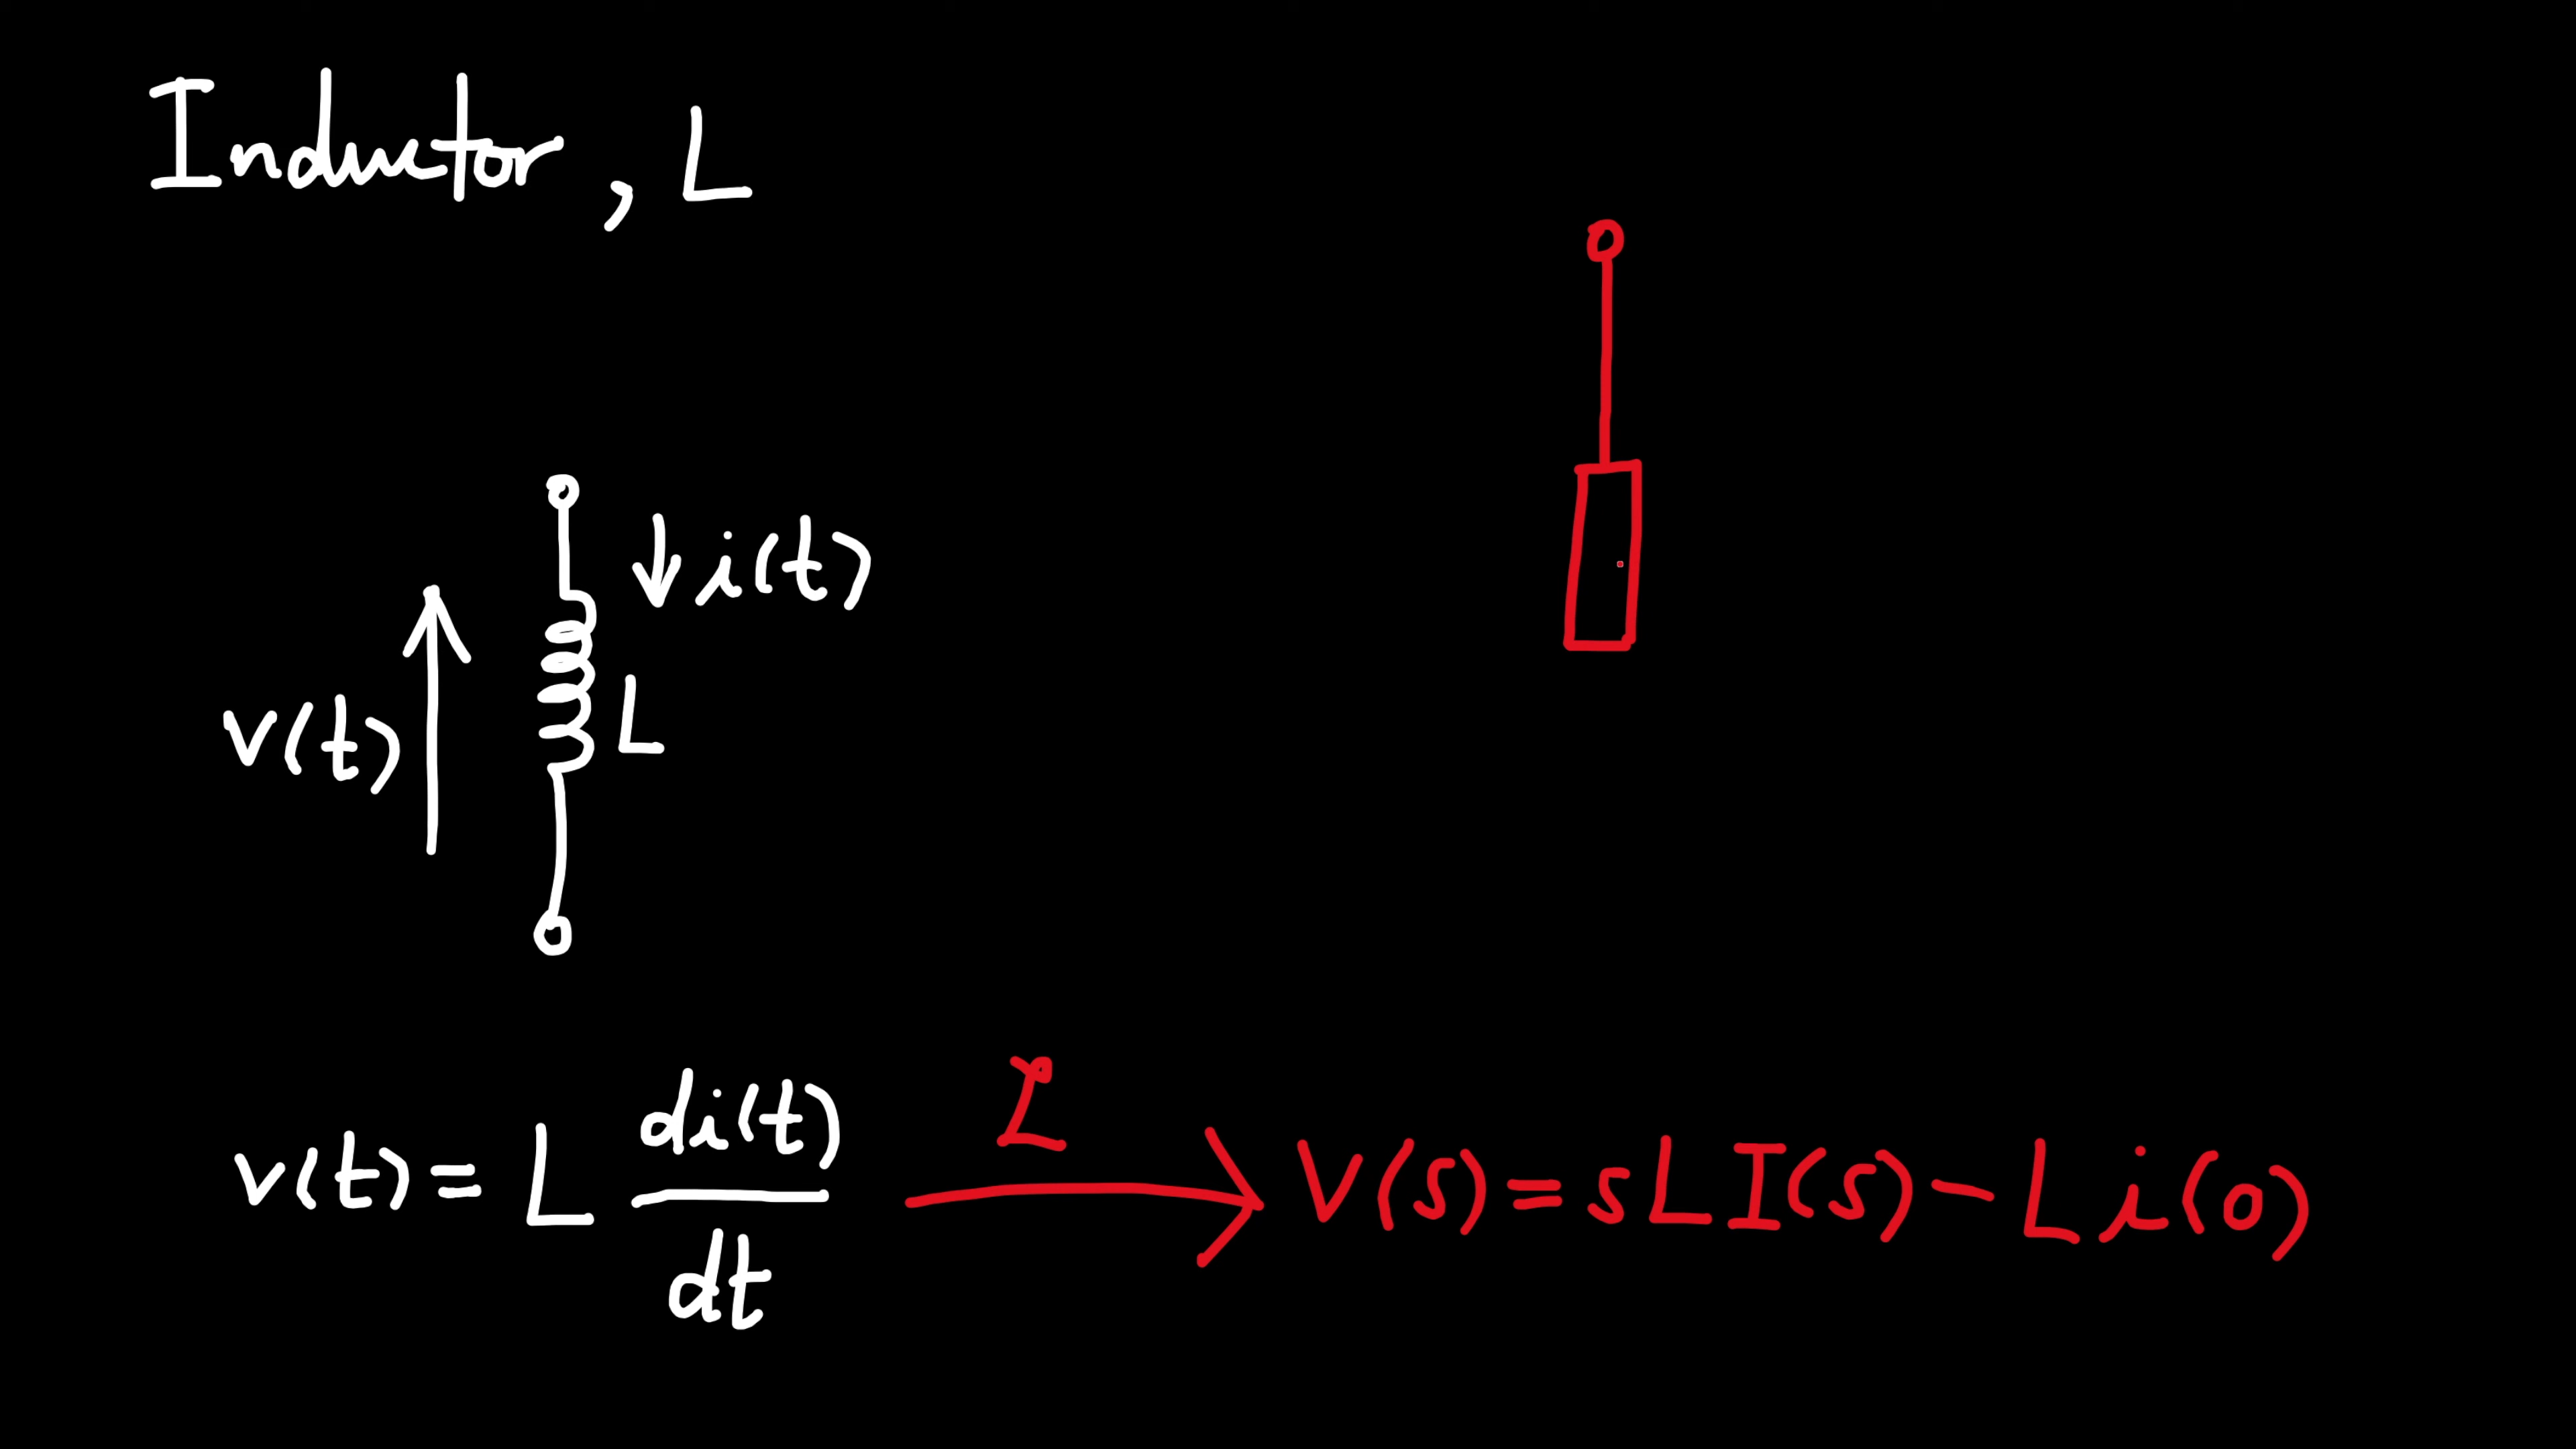 Inductor, L
↓ i(t)
v(t)
L
v(t) = L di(t)/dt
ℒ
V(s) = sLI(s) − Li(0)